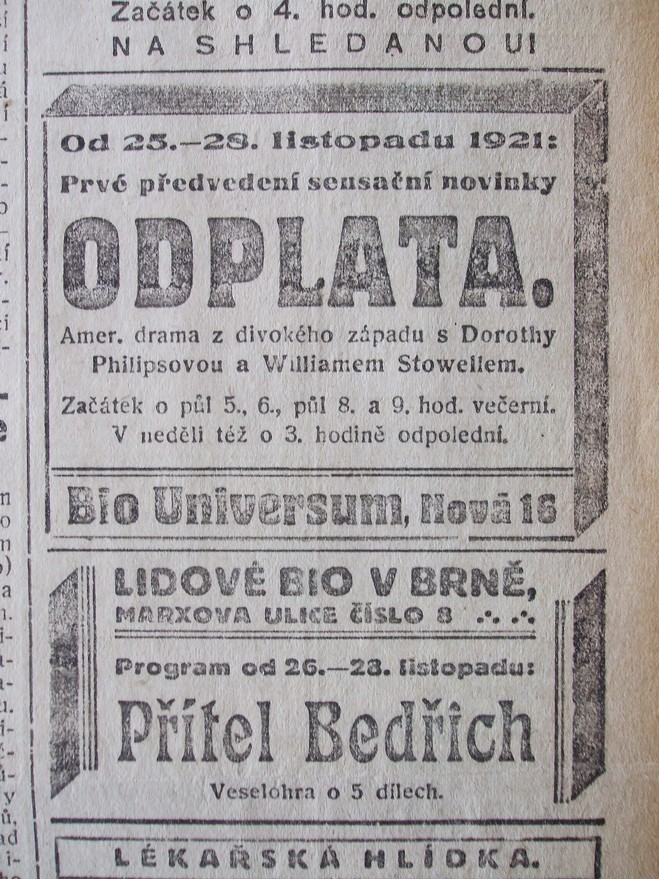 Začátek o 4. hod. odpolední.
NA SHLEDANOU!
Od 25.—28. listopadu 1921:
Prvé předvedení sensační novinky
ODPLATA.
Amer. drama z divokého západu s Dorothy
Philipsovou a Williamem Stowellem.
Začátek o půl 5., 6., půl 8. a 9. hod. večerní.
V neděli též o 3. hodině odpolední.
Bio Universum, Nová 16
LIDOVÉ BIO V BRNĚ,
MARXOVA ULICE ČÍSLO 8
Program od 26.—28. listopadu:
Přítel Bedřich
Veselohra o 5 dílech.
LÉKAŘSKÁ HLÍDKA.